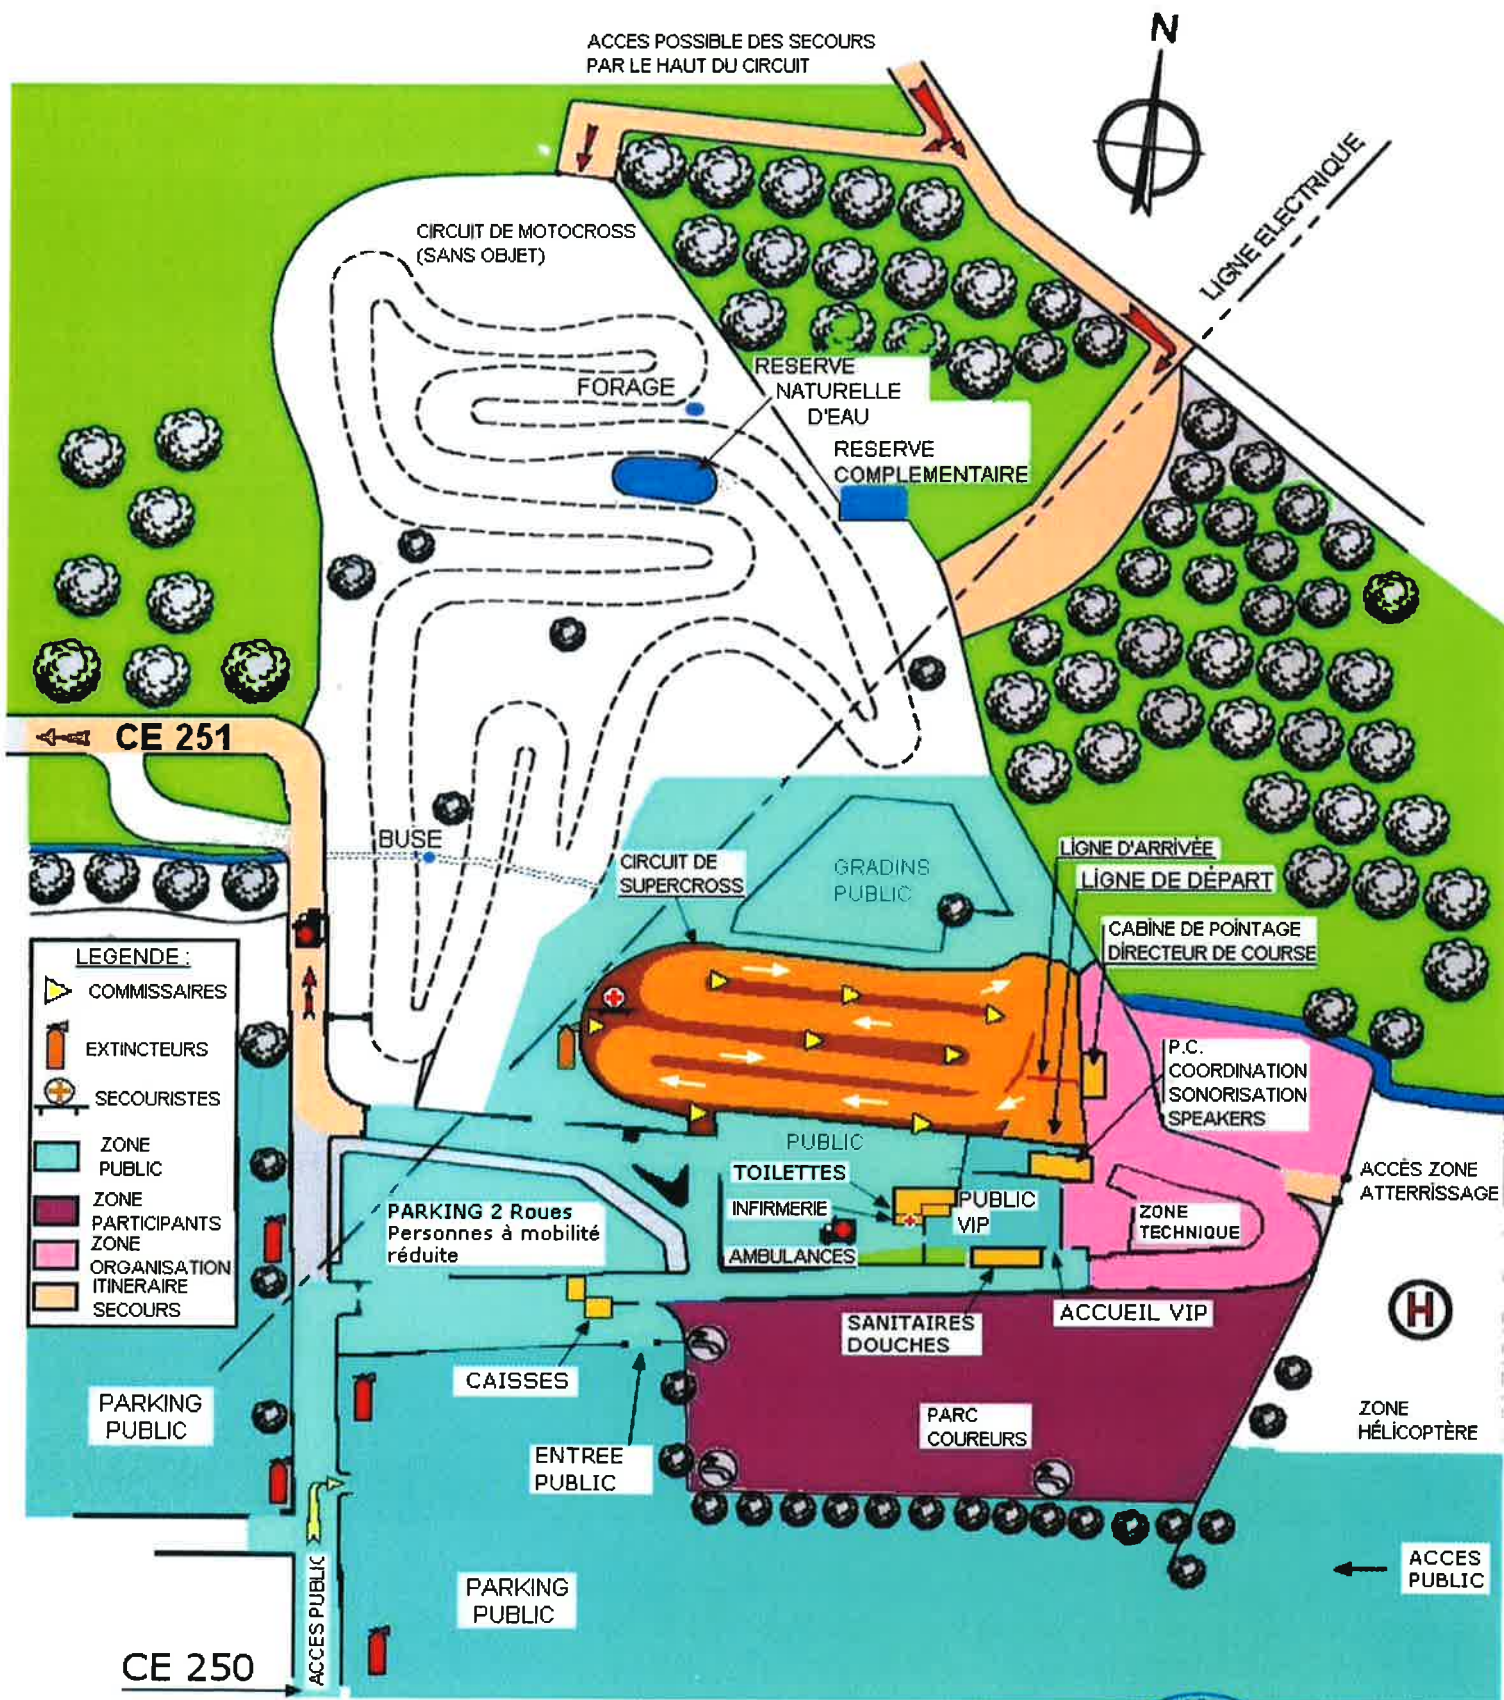 N
ACCES POSSIBLE DES SECOURS
PAR LE HAUT DU CIRCUIT
LIGNE ELECTRIQUE
CIRCUIT DE MOTOCROSS
(SANS OBJET)
FORAGE
RESERVE
NATURELLE
D'EAU
RESERVE
COMPLEMENTAIRE
CE 251
BUSE
CIRCUIT DE
SUPERCROSS
GRADINS
PUBLIC
LIGNE D'ARRIVÉE
LIGNE DE DÉPART
CABINE DE POINTAGE
DIRECTEUR DE COURSE
LEGENDE :
COMMISSAIRES
EXTINCTEURS
SECOURISTES
ZONE
PUBLIC
ZONE
PARTICIPANTS
ZONE
ORGANISATION
ITINERAIRE
SECOURS
P.C.
COORDINATION
SONORISATION
SPEAKERS
PUBLIC
TOILETTES
INFIRMERIE
AMBULANCES
PUBLIC
VIP
ZONE
TECHNIQUE
ACCÈS ZONE
ATTERRISSAGE
PARKING 2 Roues
Personnes à mobilité
réduite
SANITAIRES
DOUCHES
ACCUEIL VIP
H
CAISSES
PARKING
PUBLIC
ENTREE
PUBLIC
PARC
COUREURS
ZONE
HÉLICOPTÈRE
PARKING
PUBLIC
ACCES
PUBLIC
ACCES PUBLIC
CE 250